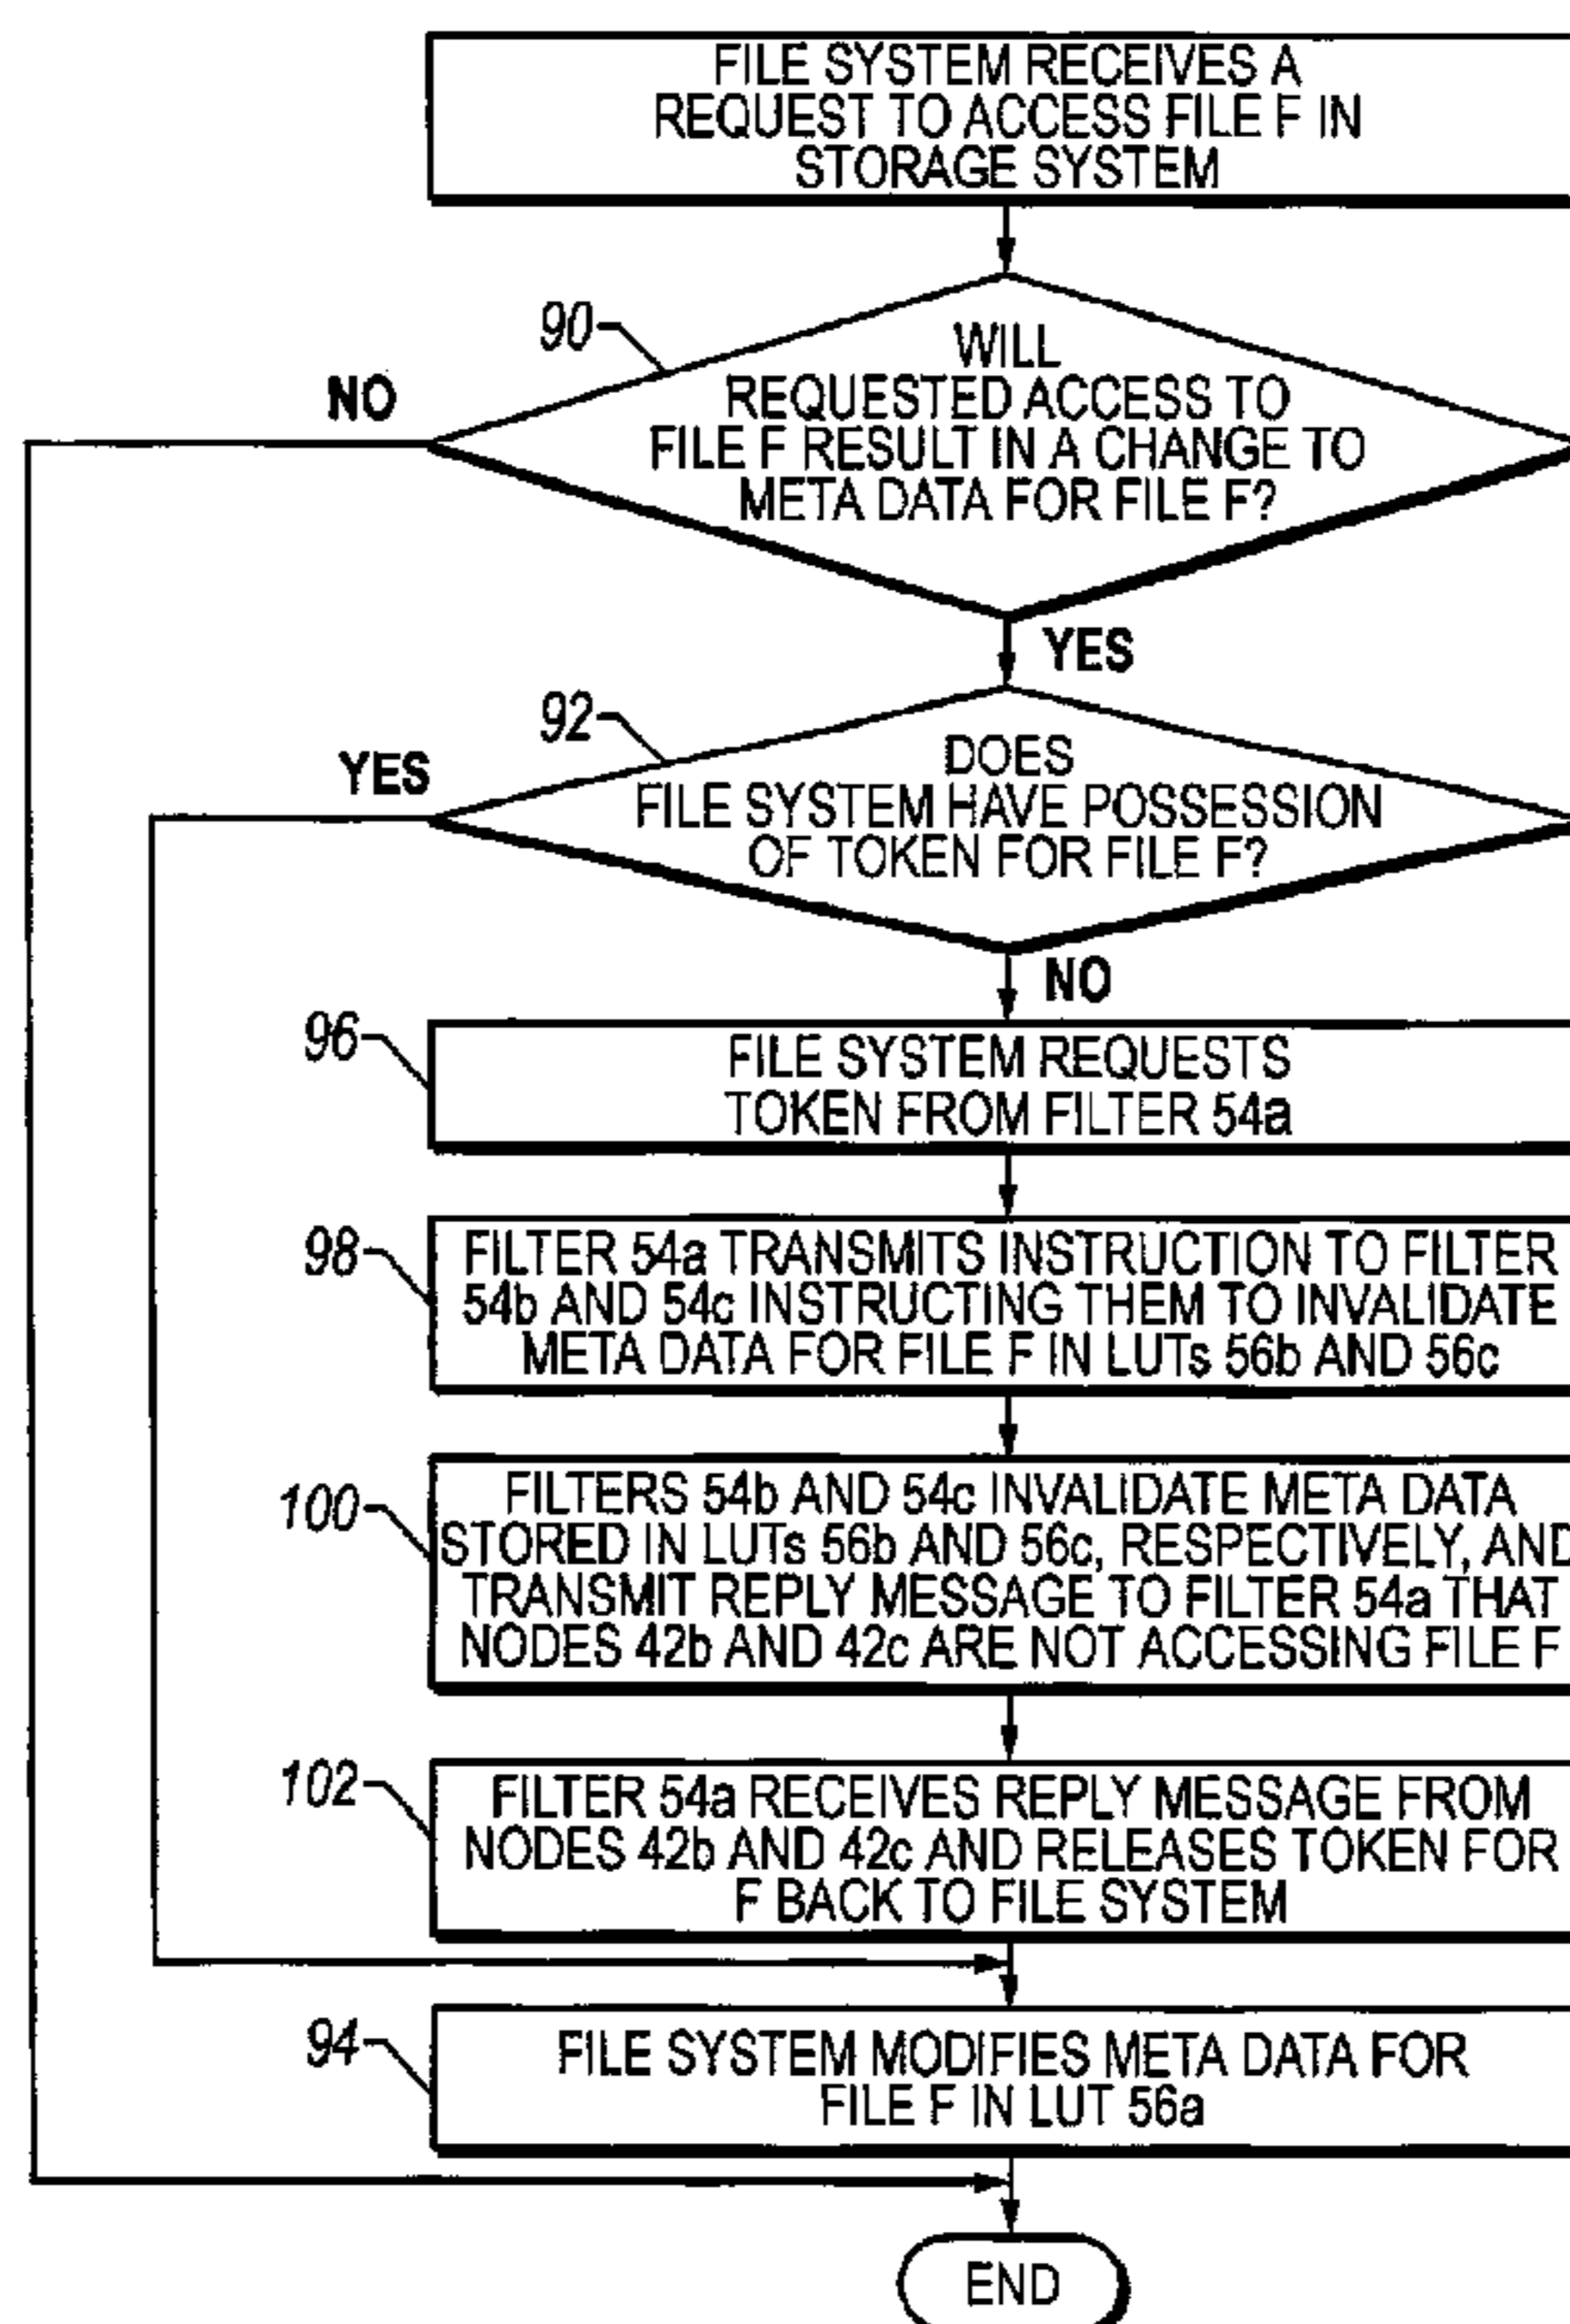 FILE SYSTEM RECEIVES A
REQUEST TO ACCESS FILE F IN
STORAGE SYSTEM
90
WILL
REQUESTED ACCESS TO
FILE F RESULT IN A CHANGE TO
META DATA FOR FILE F?
NO
YES
92
DOES
FILE SYSTEM HAVE POSSESSION
OF TOKEN FOR FILE F?
YES
NO
96
FILE SYSTEM REQUESTS
TOKEN FROM FILTER 54a
98
FILTER 54a TRANSMITS INSTRUCTION TO FILTER
54b AND 54c INSTRUCTING THEM TO INVALIDATE
META DATA FOR FILE F IN LUTs 56b AND 56c
100
FILTERS 54b AND 54c INVALIDATE META DATA
STORED IN LUTs 56b AND 56c, RESPECTIVELY, AND
TRANSMIT REPLY MESSAGE TO FILTER 54a THAT
NODES 42b AND 42c ARE NOT ACCESSING FILE F
102
FILTER 54a RECEIVES REPLY MESSAGE FROM
NODES 42b AND 42c AND RELEASES TOKEN FOR
F BACK TO FILE SYSTEM
94
FILE SYSTEM MODIFIES META DATA FOR
FILE F IN LUT 56a
END